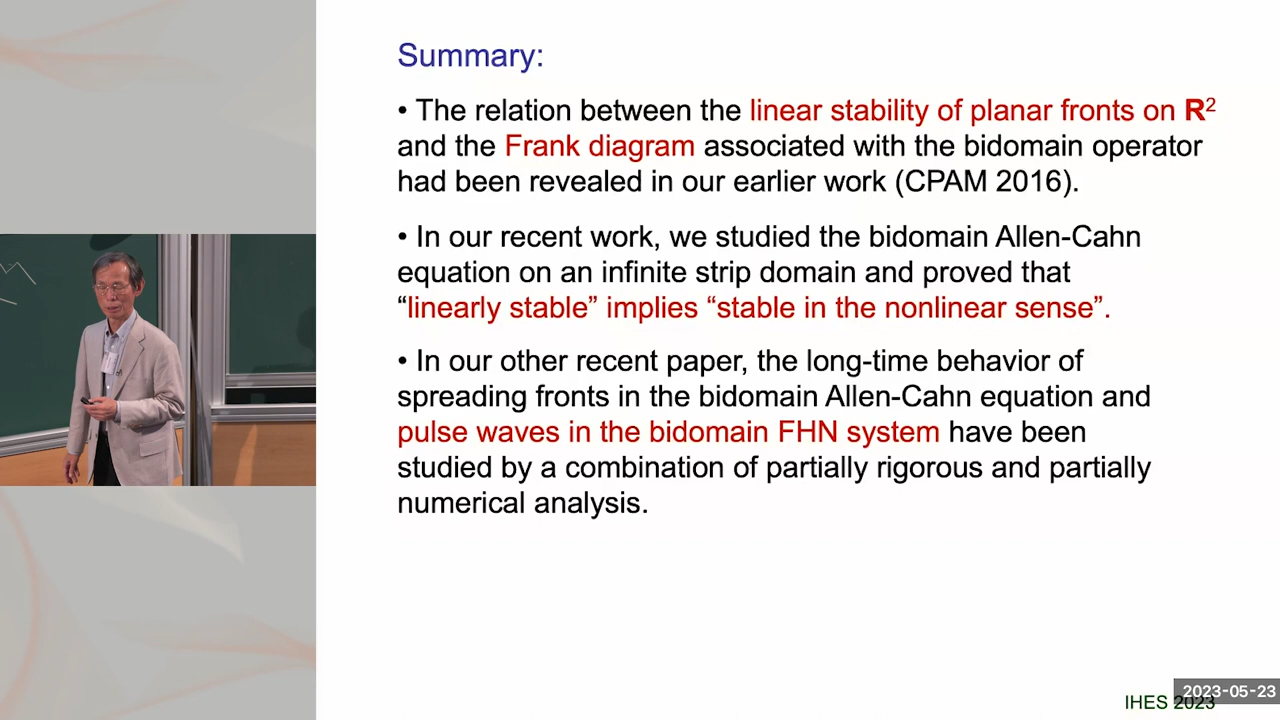 Summary:
• The relation between the linear stability of planar fronts on R²
and the Frank diagram associated with the bidomain operator
had been revealed in our earlier work (CPAM 2016).
• In our recent work, we studied the bidomain Allen-Cahn
equation on an infinite strip domain and proved that
“linearly stable” implies “stable in the nonlinear sense”.
• In our other recent paper, the long-time behavior of
spreading fronts in the bidomain Allen-Cahn equation and
pulse waves in the bidomain FHN system have been
studied by a combination of partially rigorous and partially
numerical analysis.
2023-05-23
IHES 2023